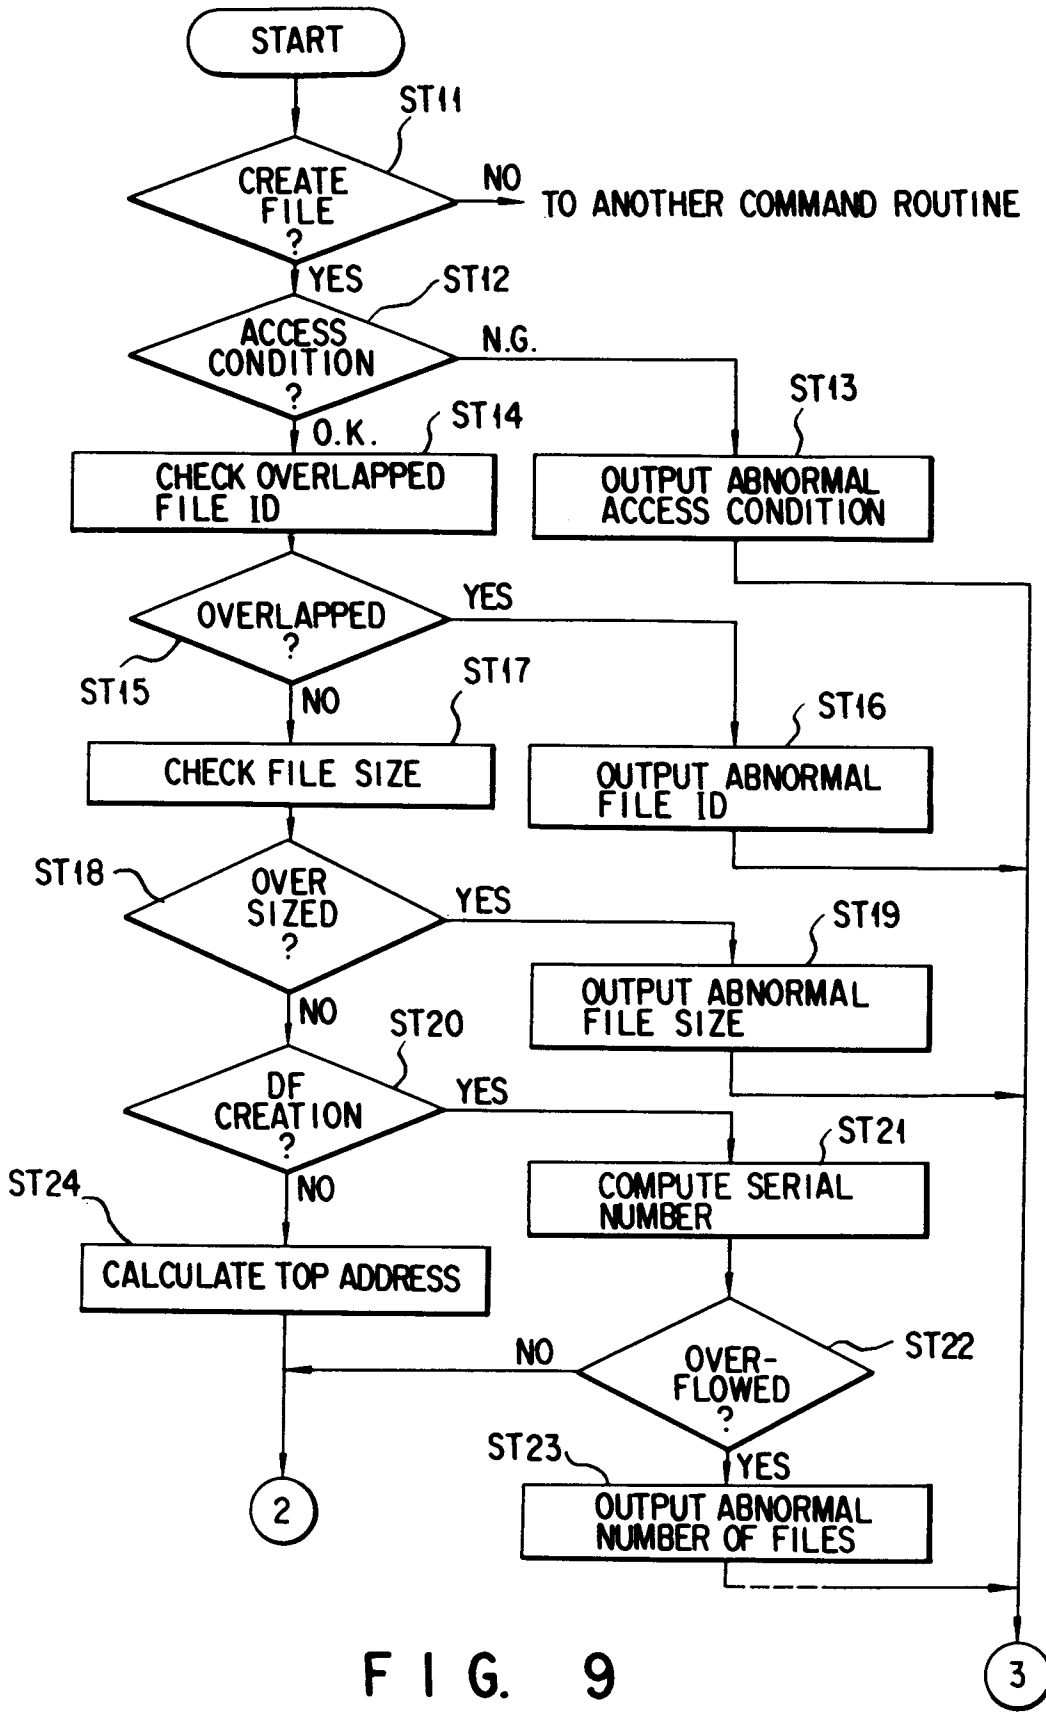 START
ST11
CREATE
FILE
?
NO
TO ANOTHER COMMAND ROUTINE
YES
ST12
ACCESS
CONDITION
?
N.G.
ST13
O.K.
ST14
CHECK OVERLAPPED
FILE ID
OUTPUT ABNORMAL
ACCESS CONDITION
OVERLAPPED
?
YES
ST15
NO
ST17
ST16
CHECK FILE SIZE
OUTPUT ABNORMAL
FILE ID
ST18
OVER
SIZED
?
YES
ST19
NO
OUTPUT ABNORMAL
FILE SIZE
ST20
DF
CREATION
?
YES
ST21
ST24
NO
COMPUTE SERIAL
NUMBER
CALCULATE TOP ADDRESS
NO
OVER-
FLOWED
?
ST22
ST23
YES
2
OUTPUT ABNORMAL
NUMBER OF FILES
3
FIG. 9